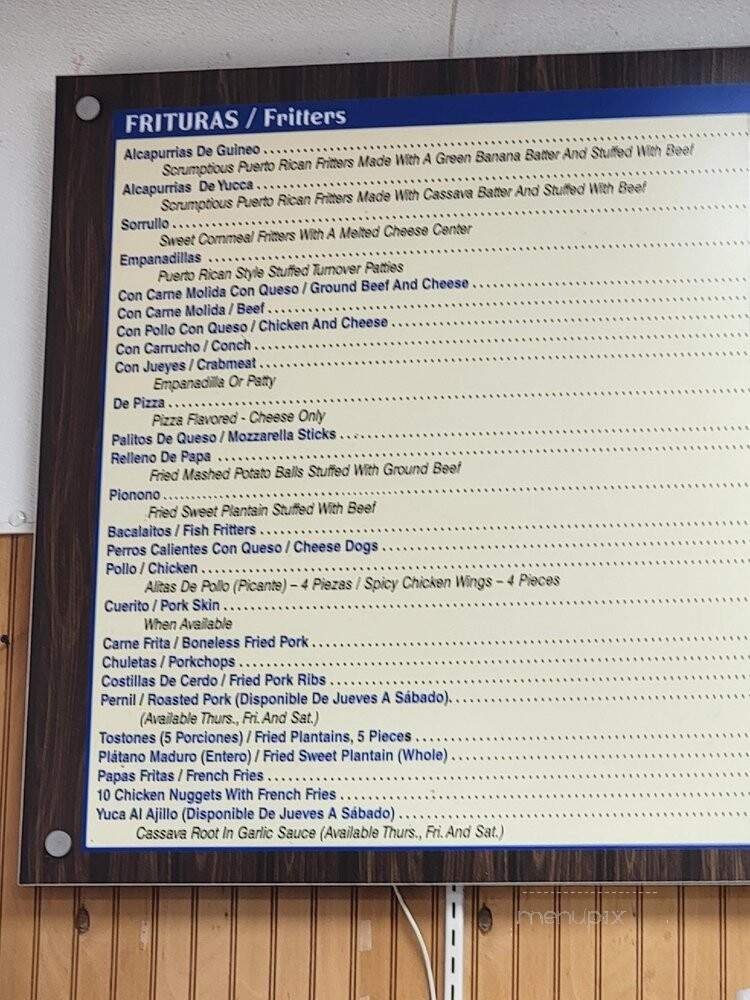 FRITURAS / Fritters
Alcapurrias De Guineo
Scrumptious Puerto Rican Fritters Made With A Green Banana Batter And Stuffed With Beef
Alcapurrias De Yucca
Scrumptious Puerto Rican Fritters Made With Cassava Batter And Stuffed With Beef
Sorrullo
Sweet Cornmeal Fritters With A Melted Cheese Center
Empanadillas
Puerto Rican Style Stuffed Turnover Patties
Con Carne Molida Con Queso / Ground Beef And Cheese
Con Carne Molida / Beef
Con Pollo Con Queso / Chicken And Cheese
Con Carrucho / Conch
Con Jueyes / Crabmeat
Empanadilla Or Patty
De Pizza
Pizza Flavored - Cheese Only
Palitos De Queso / Mozzarella Sticks
Relleno De Papa
Fried Mashed Potato Balls Stuffed With Ground Beef
Pionono
Fried Sweet Plantain Stuffed With Beef
Bacalaitos / Fish Fritters
Perros Calientes Con Queso / Cheese Dogs
Pollo / Chicken
Alitas De Pollo (Picante) – 4 Piezas / Spicy Chicken Wings – 4 Pieces
Cuerito / Pork Skin
When Available
Carne Frita / Boneless Fried Pork
Chuletas / Porkchops
Costillas De Cerdo / Fried Pork Ribs
Pernil / Roasted Pork (Disponible De Jueves A Sábado)
(Available Thurs., Fri. And Sat.)
Tostones (5 Porciones) / Fried Plantains, 5 Pieces
Plátano Maduro (Entero) / Fried Sweet Plantain (Whole)
Papas Fritas / French Fries
10 Chicken Nuggets With French Fries
Yuca Al Ajillo (Disponible De Jueves A Sábado)
Cassava Root In Garlic Sauce (Available Thurs., Fri. And Sat.)
menupix